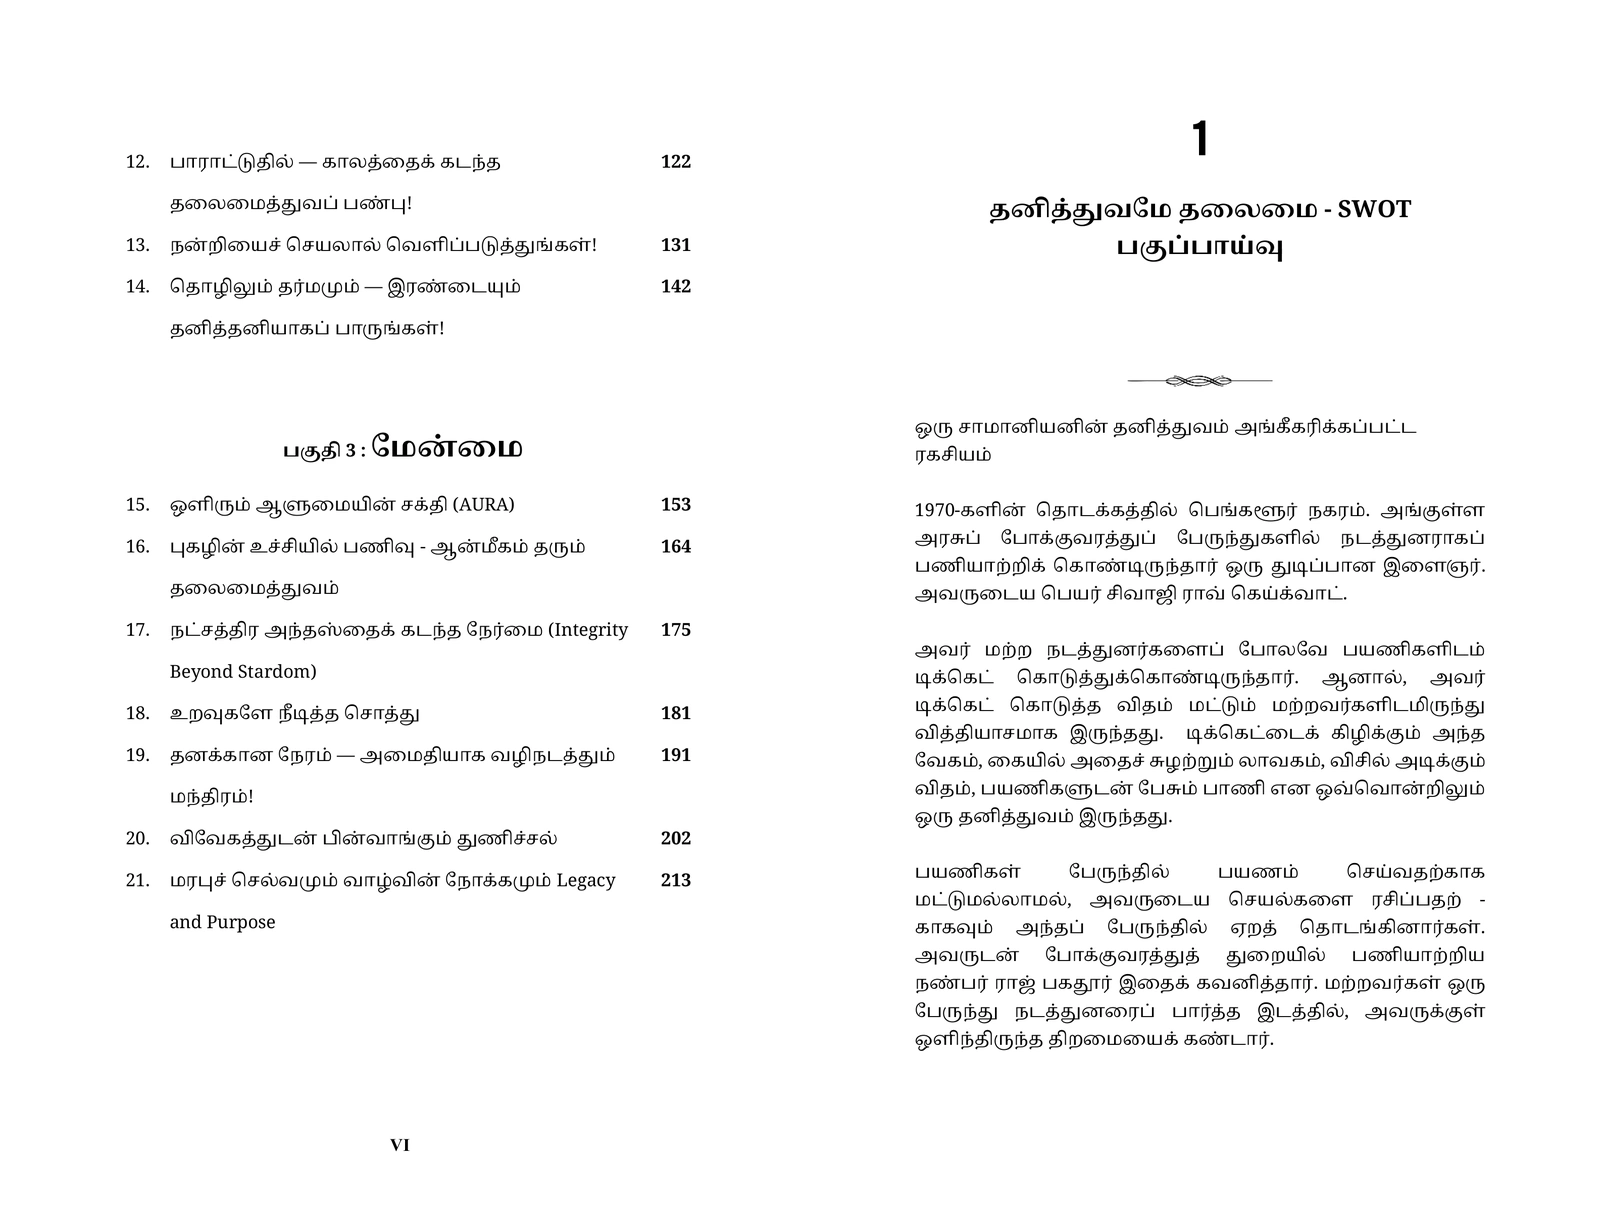 12. பாராட்டுதில் — காலத்தைக் கடந்த 122
தலைமைத்துவப் பண்பு!
13. நன்றியைச் செயலால் வெளிப்படுத்துங்கள்! 131
14. தொழிலும் தர்மமும் — இரண்டையும் 142
தனித்தனியாகப் பாருங்கள்!
பகுதி 3 : மேன்மை
15. ஒளிரும் ஆளுமையின் சக்தி (AURA) 153
16. புகழின் உச்சியில் பணிவு - ஆன்மீகம் தரும் 164
தலைமைத்துவம்
17. நட்சத்திர அந்தஸ்தைக் கடந்த நேர்மை (Integrity 175
Beyond Stardom)
18. உறவுகளே நீடித்த சொத்து 181
19. தனக்கான நேரம் — அமைதியாக வழிநடத்தும் 191
மந்திரம்!
20. விவேகத்துடன் பின்வாங்கும் துணிச்சல் 202
21. மரபுச் செல்வமும் வாழ்வின் நோக்கமும் Legacy 213
and Purpose
VI
1
தனித்துவமே தலைமை - SWOT
பகுப்பாய்வு
ஒரு சாமானியனின் தனித்துவம் அங்கீகரிக்கப்பட்ட
ரகசியம்
1970-களின் தொடக்கத்தில் பெங்களூர் நகரம். அங்குள்ள
அரசுப் போக்குவரத்துப் பேருந்துகளில் நடத்துனராகப்
பணியாற்றிக் கொண்டிருந்தார் ஒரு துடிப்பான இளைஞர்.
அவருடைய பெயர் சிவாஜி ராவ் கெய்க்வாட்.
அவர் மற்ற நடத்துனர்களைப் போலவே பயணிகளிடம்
டிக்கெட் கொடுத்துக்கொண்டிருந்தார். ஆனால், அவர்
டிக்கெட் கொடுத்த விதம் மட்டும் மற்றவர்களிடமிருந்து
வித்தியாசமாக இருந்தது. டிக்கெட்டைக் கிழிக்கும் அந்த
வேகம், கையில் அதைச் சுழற்றும் லாவகம், விசில் அடிக்கும்
விதம், பயணிகளுடன் பேசும் பாணி என ஒவ்வொன்றிலும்
ஒரு தனித்துவம் இருந்தது.
பயணிகள் பேருந்தில் பயணம் செய்வதற்காக
மட்டுமல்லாமல், அவருடைய செயல்களை ரசிப்பதற் -
காகவும் அந்தப் பேருந்தில் ஏறத் தொடங்கினார்கள்.
அவருடன் போக்குவரத்துத் துறையில் பணியாற்றிய
நண்பர் ராஜ் பகதூர் இதைக் கவனித்தார். மற்றவர்கள் ஒரு
பேருந்து நடத்துனரைப் பார்த்த இடத்தில், அவருக்குள்
ஒளிந்திருந்த திறமையைக் கண்டார்.